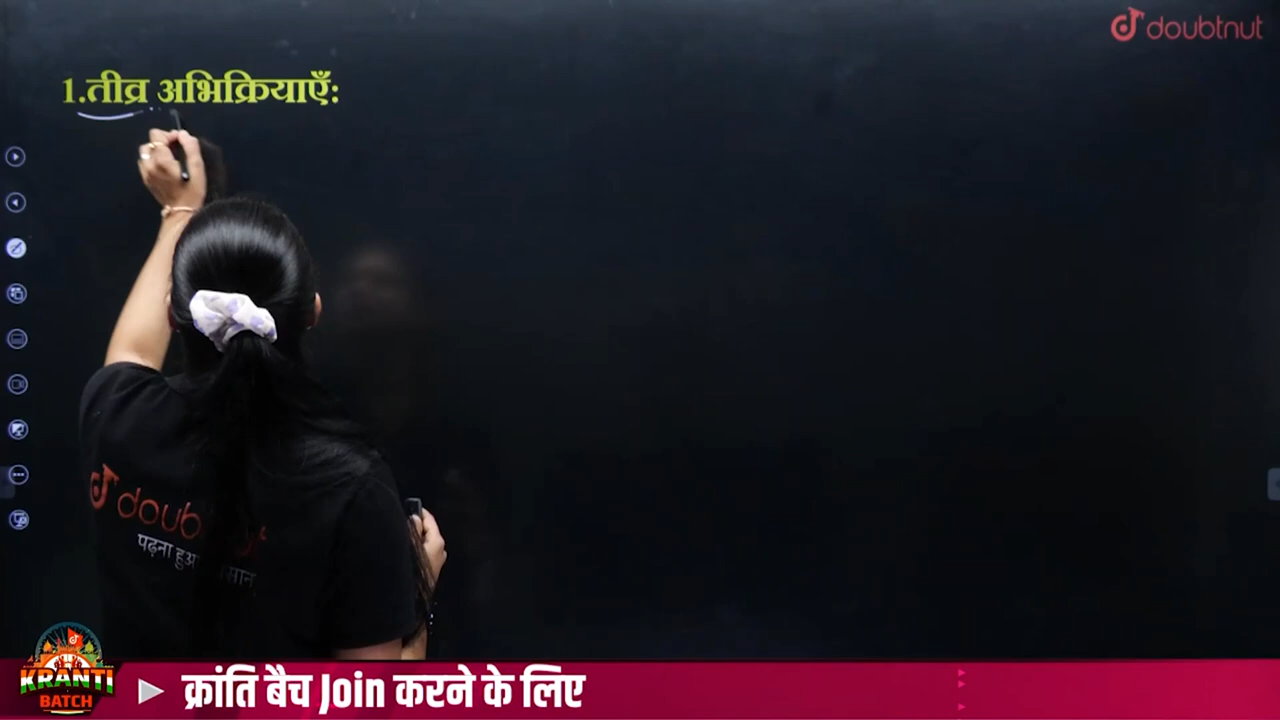 doubtnut
1.तीव्र अभिक्रियाएँ:
doub
पढ़ना हुआ
KRANTI
BATCH
क्रांति बैच Join करने के लिए